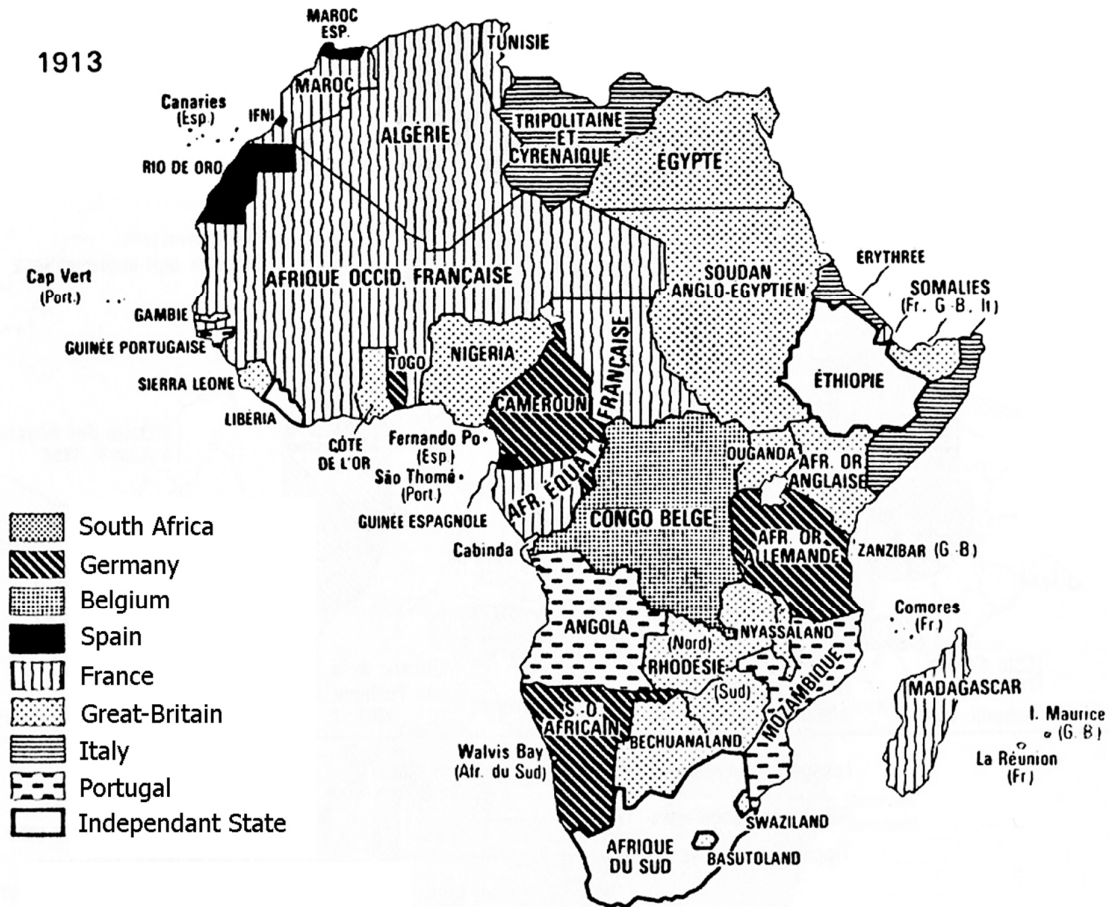 1913
MAROC
ESP.
TUNISIE
MAROC
Canaries
(Esp.)
IFNI
ALGÉRIE
TRIPOLITAINE
ET
CYRENAIQUE
ÉGYPTE
RIO DE ORO
AFRIQUE OCCID. FRANÇAISE
SOUDAN
ANGLO-EGYPTIEN
ERYTHRÉE
SOMALIES
(Fr. G-B. It)
Cap Vert
(Port.)
GAMBIE
GUINÉE PORTUGAISE
SIERRA LEONE
LIBÉRIA
TOGO
NIGERIA
CÔTE
DE L'OR
CAMEROUN
AFR. ÉQUAT. FRANÇAISE
ÉTHIOPIE
Fernando Po
(Esp)
São Thomé
(Port.)
GUINÉE ESPAGNOLE
OUGANDA
AFR. OR
ANGLAISE
CONGO BELGE
AFR. OR.
ALLEMANDE
ZANZIBAR (G-B)
Cabinda
ANGOLA
(Nord)
RHODÉSIE
(Sud)
NYASSALAND
MOZAMBIQUE
Comores
(Fr.)
MADAGASCAR
I. Maurice
(G.B)
La Réunion
(Fr)
S.-O.
AFRICAIN
BECHUANALAND
Walvis Bay
(Afr. du Sud)
SWAZILAND
AFRIQUE
DU SUD
BASUTOLAND
South Africa
Germany
Belgium
Spain
France
Great-Britain
Italy
Portugal
Independant State